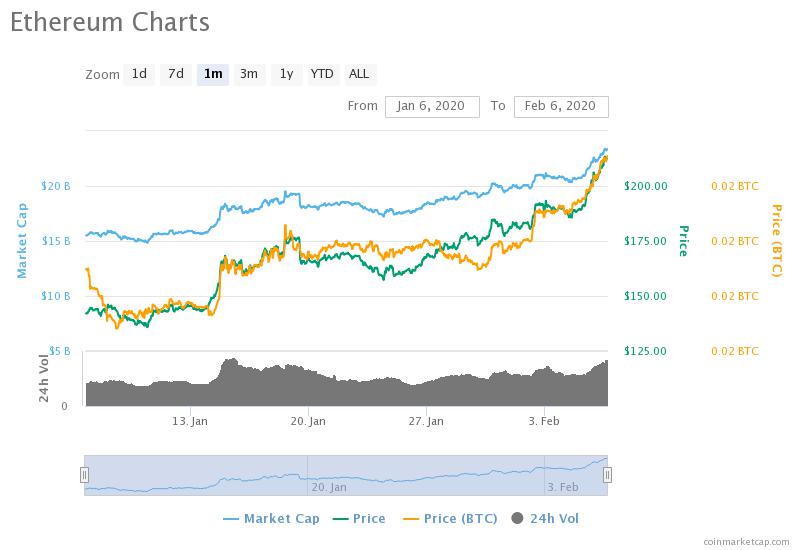 Ethereum Charts
Zoom 1d 7d 1m 3m 1y YTD ALL
From Jan 6, 2020 To Feb 6, 2020
$20 B $200.00 0.02 BTC
$15 B $175.00 0.02 BTC
$10 B $150.00 0.02 BTC
$5 B $125.00 0.02 BTC
0
Market Cap
24h Vol
Price
Price (BTC)
13. Jan 20. Jan 27. Jan 3. Feb
20. Jan 3. Feb
Market Cap Price Price (BTC) 24h Vol
coinmarketcap.com